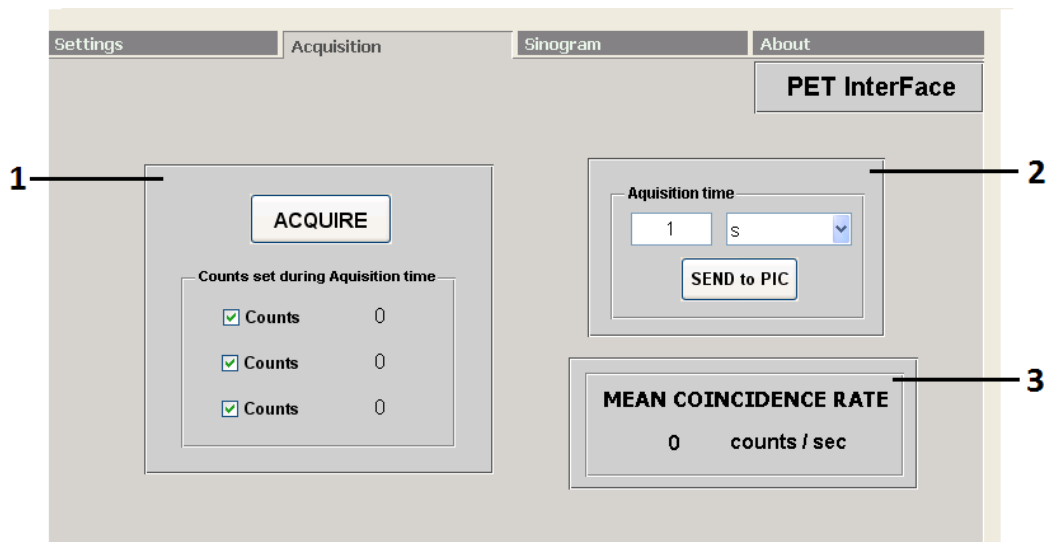 Settings
Acquisition
Sinogram
About
PET InterFace
1
ACQUIRE
Counts set during Aquisition time
Counts 0
Counts 0
Counts 0
2
Aquisition time
1 s
SEND to PIC
3
MEAN COINCIDENCE RATE
0 counts / sec